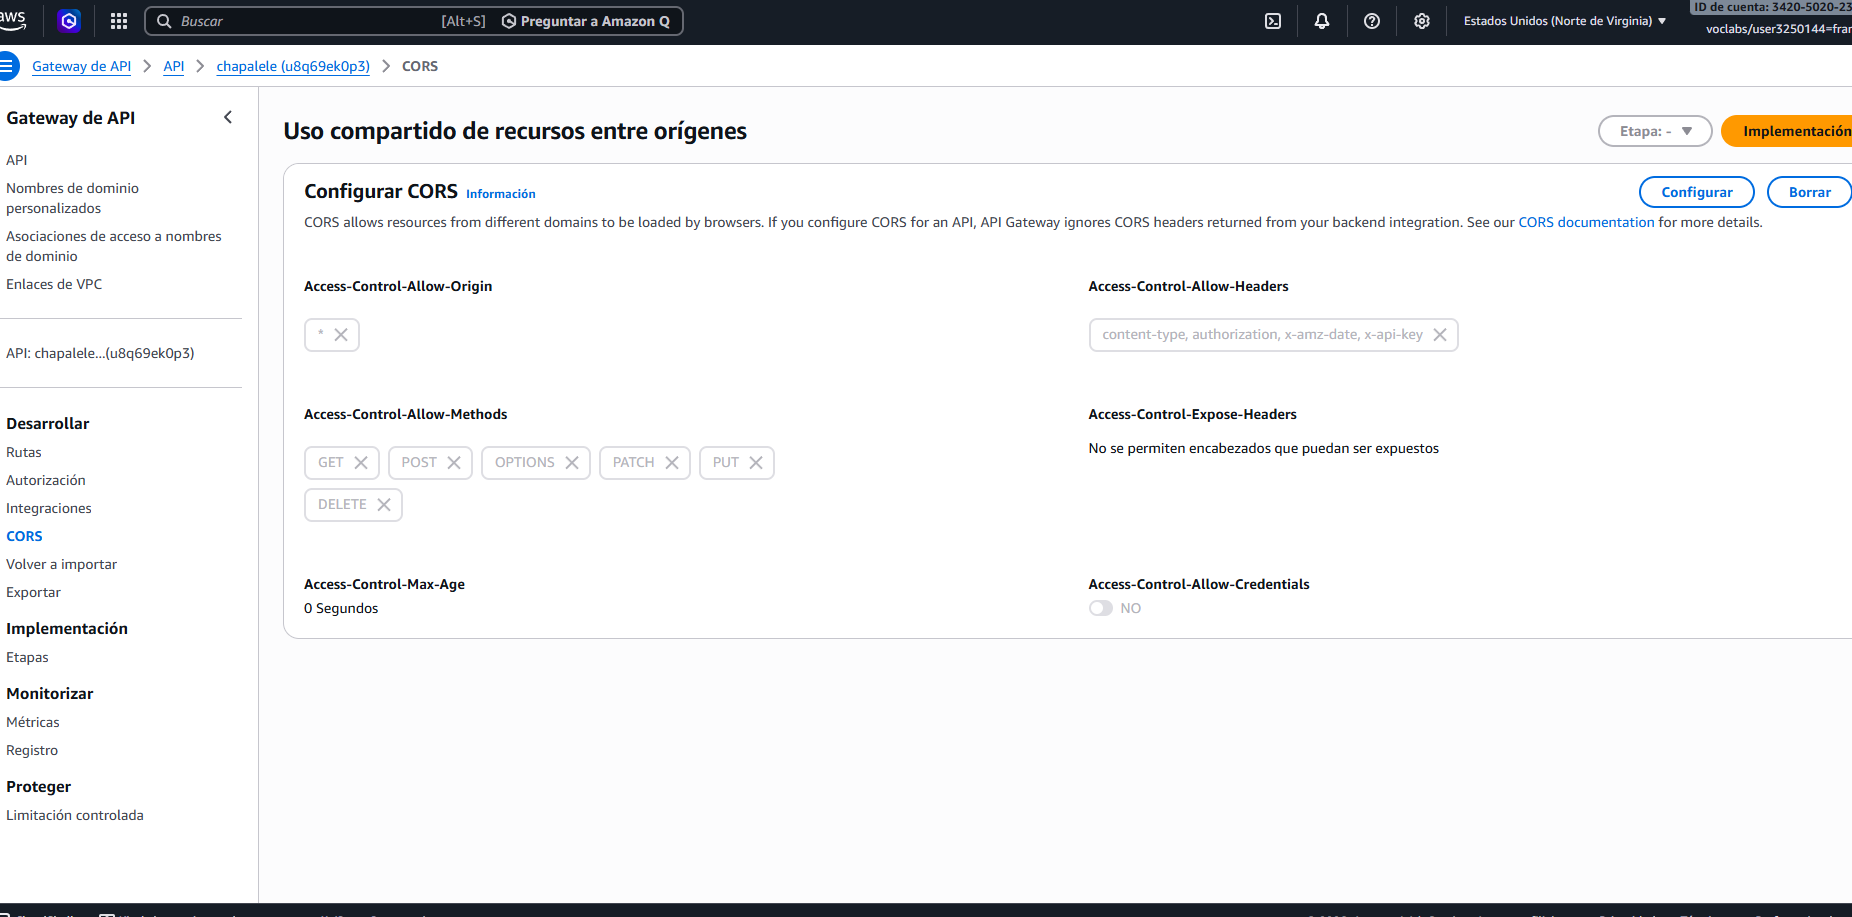 aws
Buscar [Alt+S] Preguntar a Amazon Q
Estados Unidos (Norte de Virginia)
ID de cuenta: 3420-5020-23
voclabs/user3250144=frar
Gateway de API > API > chapalele (u8q69ek0p3) > CORS
Gateway de API
API
Nombres de dominio
personalizados
Asociaciones de acceso a nombres
de dominio
Enlaces de VPC
API: chapalele...(u8q69ek0p3)
Desarrollar
Rutas
Autorización
Integraciones
CORS
Volver a importar
Exportar
Implementación
Etapas
Monitorizar
Métricas
Registro
Proteger
Limitación controlada
Uso compartido de recursos entre orígenes
Etapa: -
Implementación
Configurar CORS Información
Configurar
Borrar
CORS allows resources from different domains to be loaded by browsers. If you configure CORS for an API, API Gateway ignores CORS headers returned from your backend integration. See our CORS documentation for more details.
Access-Control-Allow-Origin
*
Access-Control-Allow-Headers
content-type, authorization, x-amz-date, x-api-key
Access-Control-Allow-Methods
GET POST OPTIONS PATCH PUT
DELETE
Access-Control-Expose-Headers
No se permiten encabezados que puedan ser expuestos
Access-Control-Max-Age
0 Segundos
Access-Control-Allow-Credentials
NO